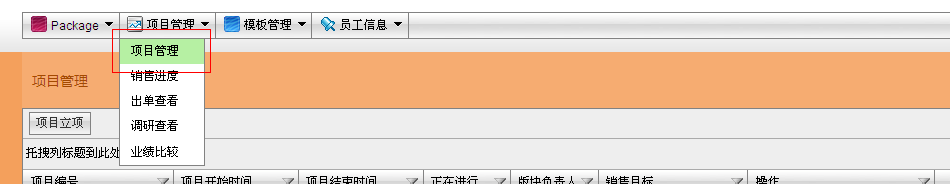 Package 项目管理 模板管理 员工信息
项目管理
销售进度
项目管理
出单查看
项目立项
调研查看
托拽列标题到此处
业绩比较
项目编号 项目开始时间 项目结束时间 正在进行 版块负责人 销售目标 操作